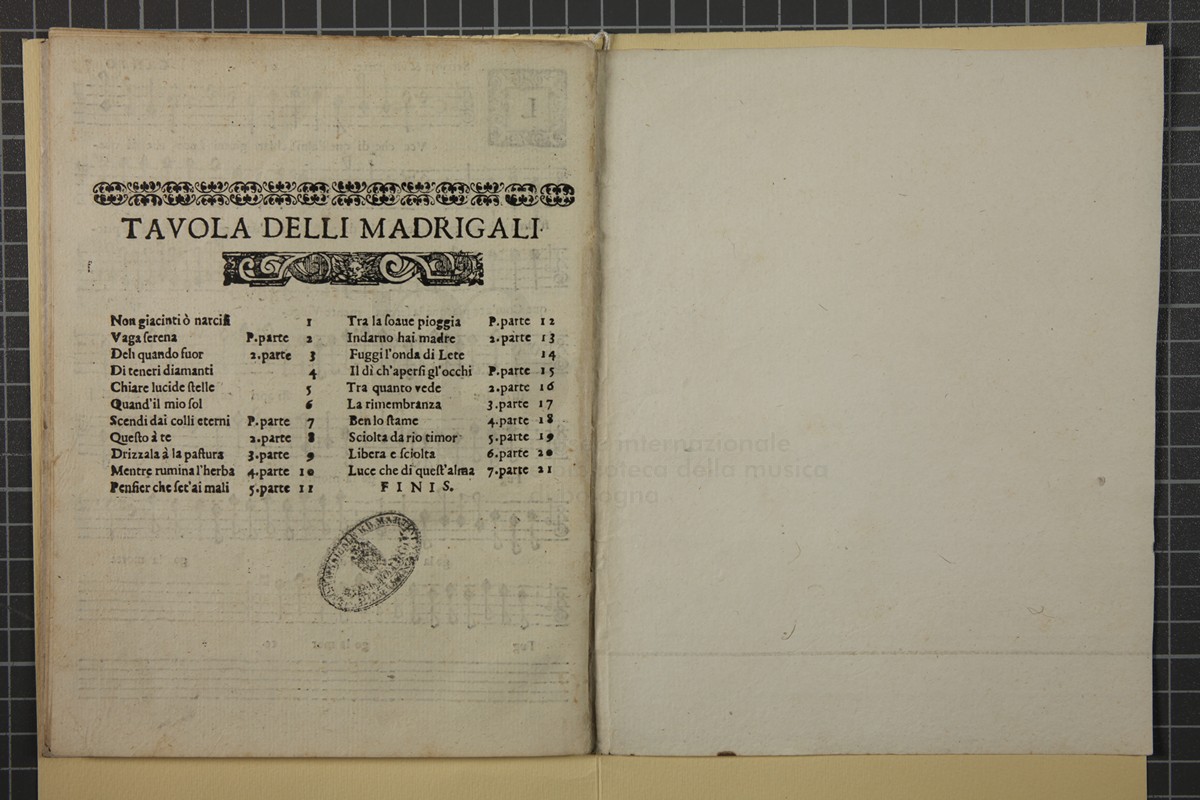 TAVOLA DELLI MADRIGALI.
Non giacinti ò narcisi 1
Vaga serena P.parte 2
Deh quando fuor 2.parte 3
Di teneri diamanti 4
Chiare lucide stelle 5
Quand'il mio sol 6
Scendi dai colli eterni P.parte 7
Questo à te 2.parte 8
Drizzala à la pastura 3.parte 9
Mentre rumina l'herba 4.parte 10
Pensier che set'ai mali 5.parte 11
Tra la soaue pioggia P.parte 12
Indarno hai madre 2.parte 13
Fuggi l'onda di Lete 14
Il dì ch'apersi gl'occhi P.parte 15
Tra quanto vede 2.parte 16
La rimembranza 3.parte 17
Ben lo stame 4.parte 18
Sciolta da rio timor 5.parte 19
Libera e sciolta 6.parte 20
Luce che di quest'alma 7.parte 21
FINIS.
internazionale
della musica
bologna